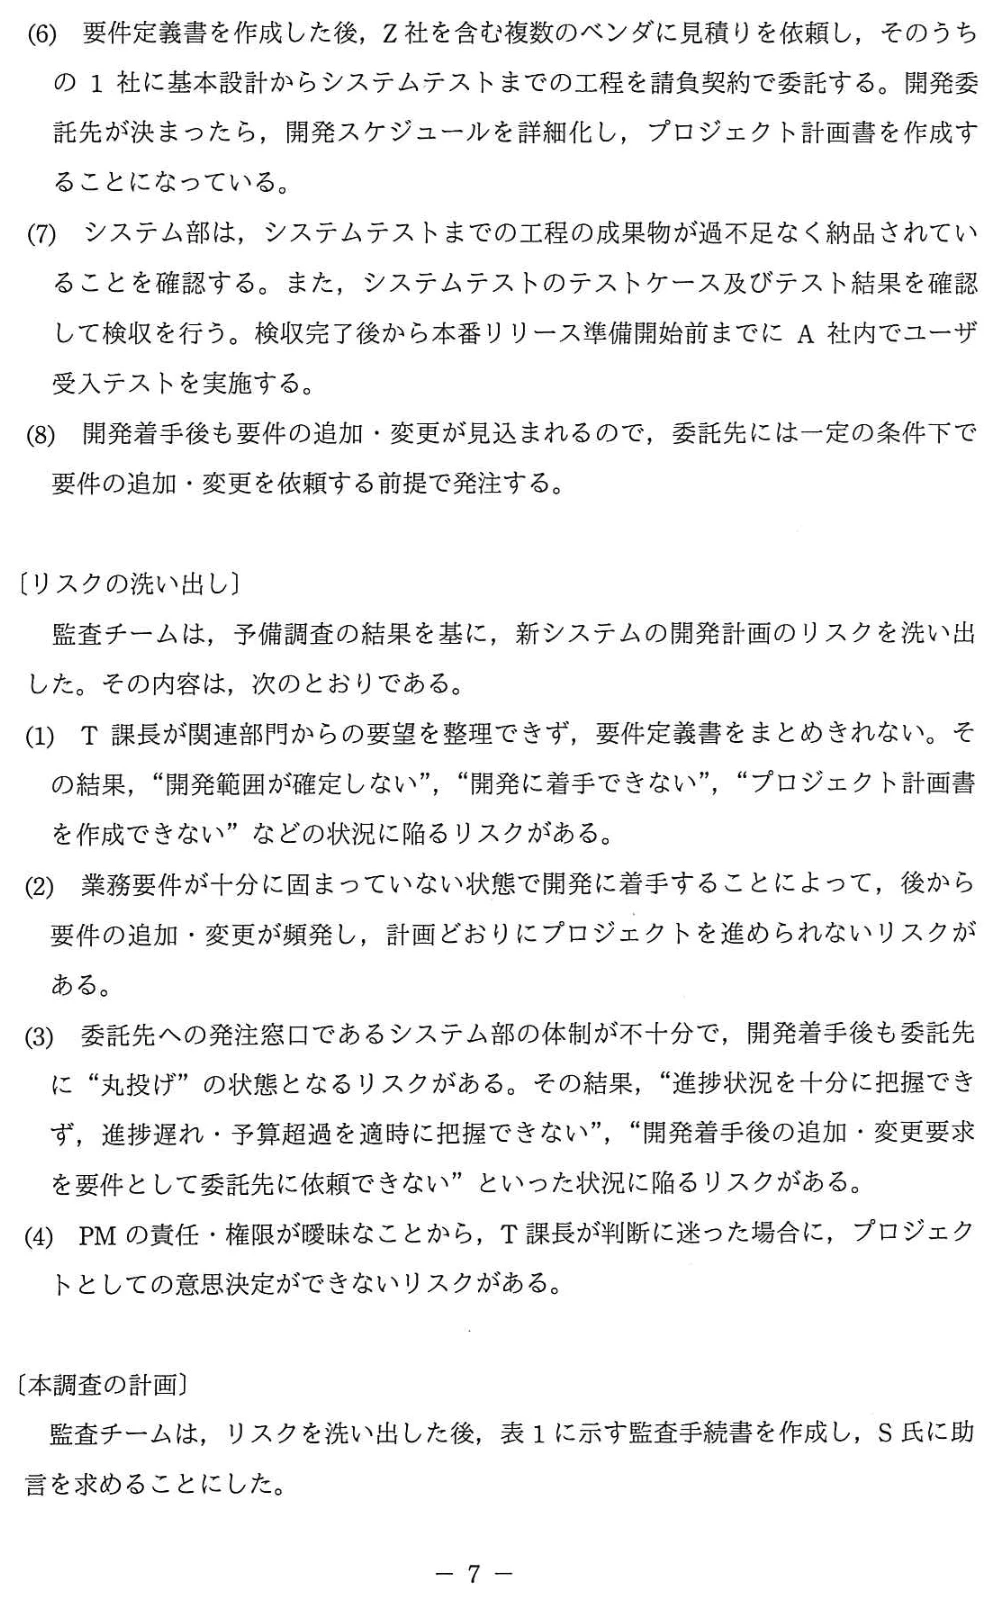 (6) 要件定義書を作成した後，Z社を含む複数のベンダに見積りを依頼し，そのうち
の 1 社に基本設計からシステムテストまでの工程を請負契約で委託する。開発委
託先が決まったら，開発スケジュールを詳細化し，プロジェクト計画書を作成す
ることになっている。
(7) システム部は，システムテストまでの工程の成果物が過不足なく納品されてい
ることを確認する。また，システムテストのテストケース及びテスト結果を確認
して検収を行う。検収完了後から本番リリース準備開始前までに A 社内でユーザ
受入テストを実施する。
(8) 開発着手後も要件の追加・変更が見込まれるので，委託先には一定の条件下で
要件の追加・変更を依頼する前提で発注する。
〔リスクの洗い出し〕
監査チームは，予備調査の結果を基に，新システムの開発計画のリスクを洗い出
した。その内容は，次のとおりである。
(1) T 課長が関連部門からの要望を整理できず，要件定義書をまとめきれない。そ
の結果，“開発範囲が確定しない”，“開発に着手できない”，“プロジェクト計画書
を作成できない” などの状況に陥るリスクがある。
(2) 業務要件が十分に固まっていない状態で開発に着手することによって，後から
要件の追加・変更が頻発し，計画どおりにプロジェクトを進められないリスクが
ある。
(3) 委託先への発注窓口であるシステム部の体制が不十分で，開発着手後も委託先
に “丸投げ” の状態となるリスクがある。その結果，“進捗状況を十分に把握でき
ず，進捗遅れ・予算超過を適時に把握できない”，“開発着手後の追加・変更要求
を要件として委託先に依頼できない” といった状況に陥るリスクがある。
(4) PM の責任・権限が曖昧なことから，T 課長が判断に迷った場合に，プロジェク
トとしての意思決定ができないリスクがある。
〔本調査の計画〕
監査チームは，リスクを洗い出した後，表 1 に示す監査手続書を作成し，S 氏に助
言を求めることにした。
－ 7 －